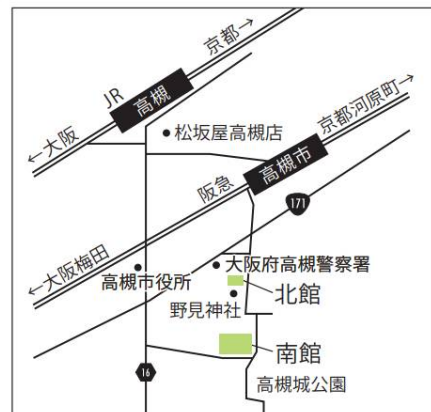 京都→
JR
高槻
←大阪
松坂屋高槻店
京都河原町→
高槻市
阪急
171
←大阪梅田
大阪府高槻警察署
高槻市役所
北館
野見神社
南館
16
高槻城公園